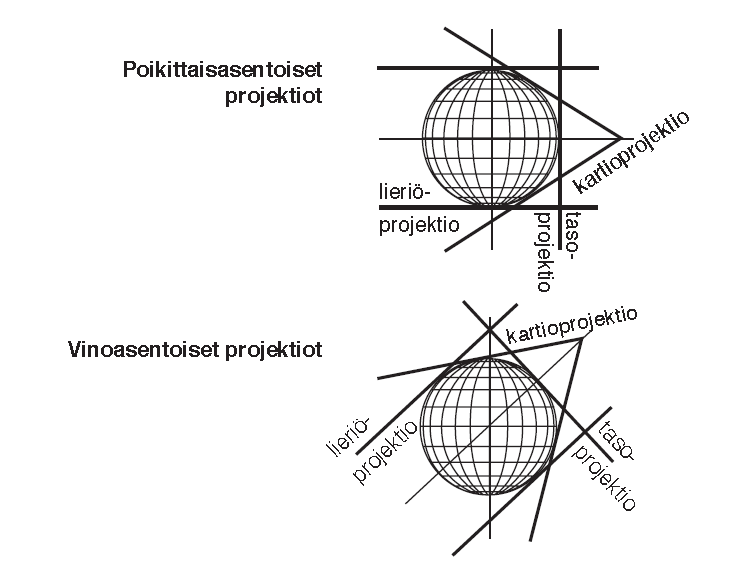 Poikittaisasentoiset
projektiot
kartioprojektio
lieriö-
projektio
taso-
projektio
Vinoasentoiset projektiot
kartioprojektio
lieriö-
projektio
taso-
projektio